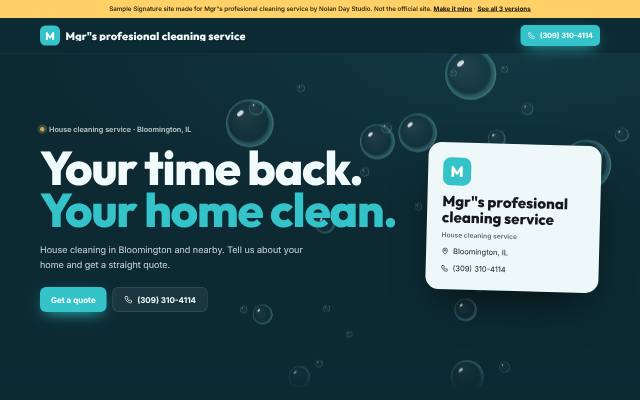 Sample Signature site made for Mgr"s profesional cleaning service by Nolan Day Studio. Not the official site. Make it mine · See all 3 versions
M Mgr"s profesional cleaning service
(309) 310-4114
House cleaning service · Bloomington, IL
Your time back.
Your home clean.
House cleaning in Bloomington and nearby. Tell us about your
home and get a straight quote.
Get a quote
(309) 310-4114
M
Mgr"s profesional
cleaning service
House cleaning service
Bloomington, IL
(309) 310-4114